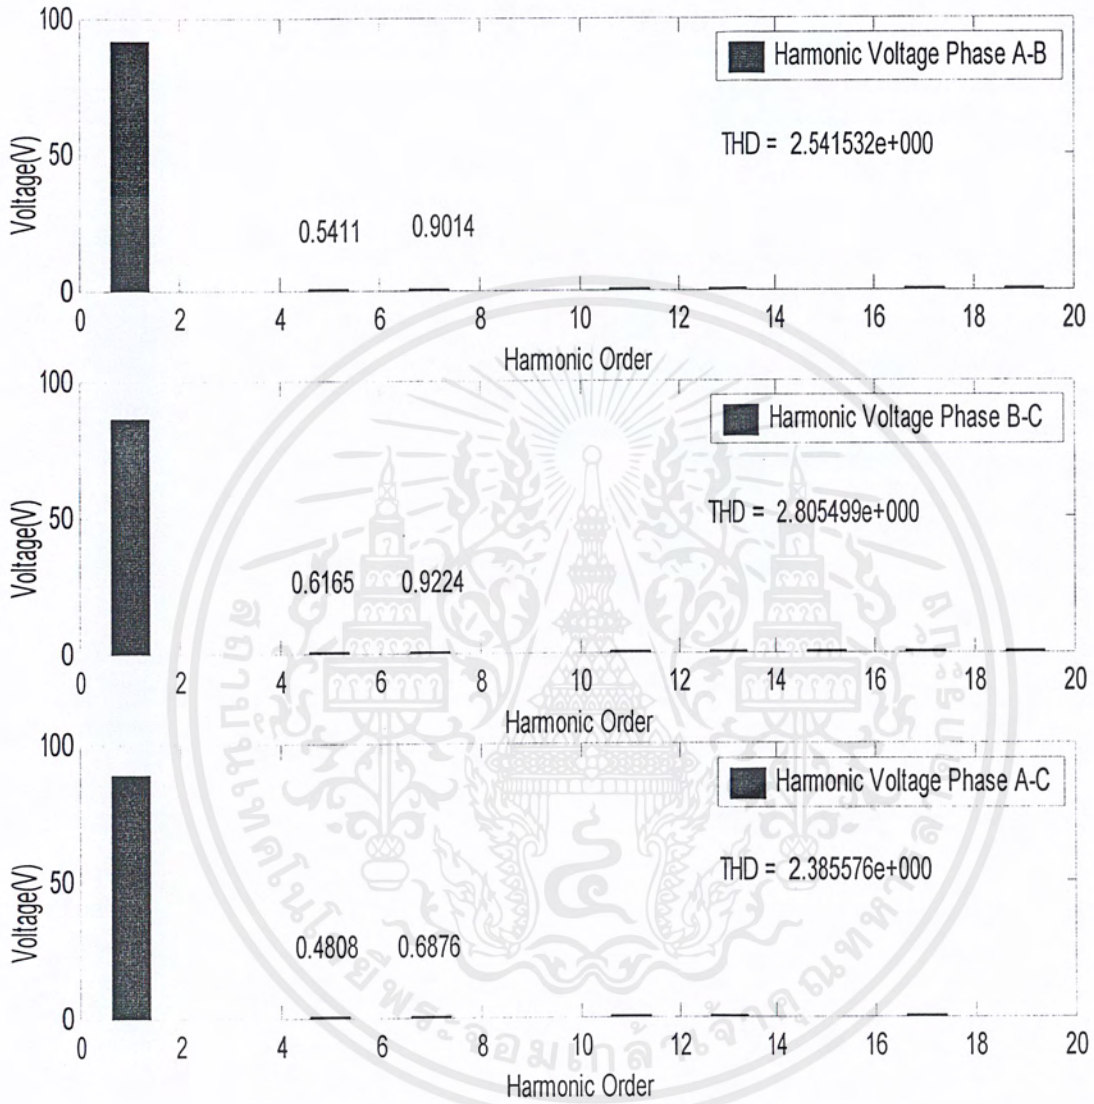 100
Harmonic Voltage Phase A-B
THD = 2.541532e+000
Voltage(V)
50
0.5411
0.9014
0
0 2 4 6 8 10 12 14 16 18 20
Harmonic Order
100
Harmonic Voltage Phase B-C
THD = 2.805499e+000
Voltage(V)
50
0.6165
0.9224
0
0 2 4 6 8 10 12 14 16 18 20
Harmonic Order
100
Harmonic Voltage Phase A-C
THD = 2.385576e+000
Voltage(V)
50
0.4808
0.6876
0
0 2 4 6 8 10 12 14 16 18 20
Harmonic Order